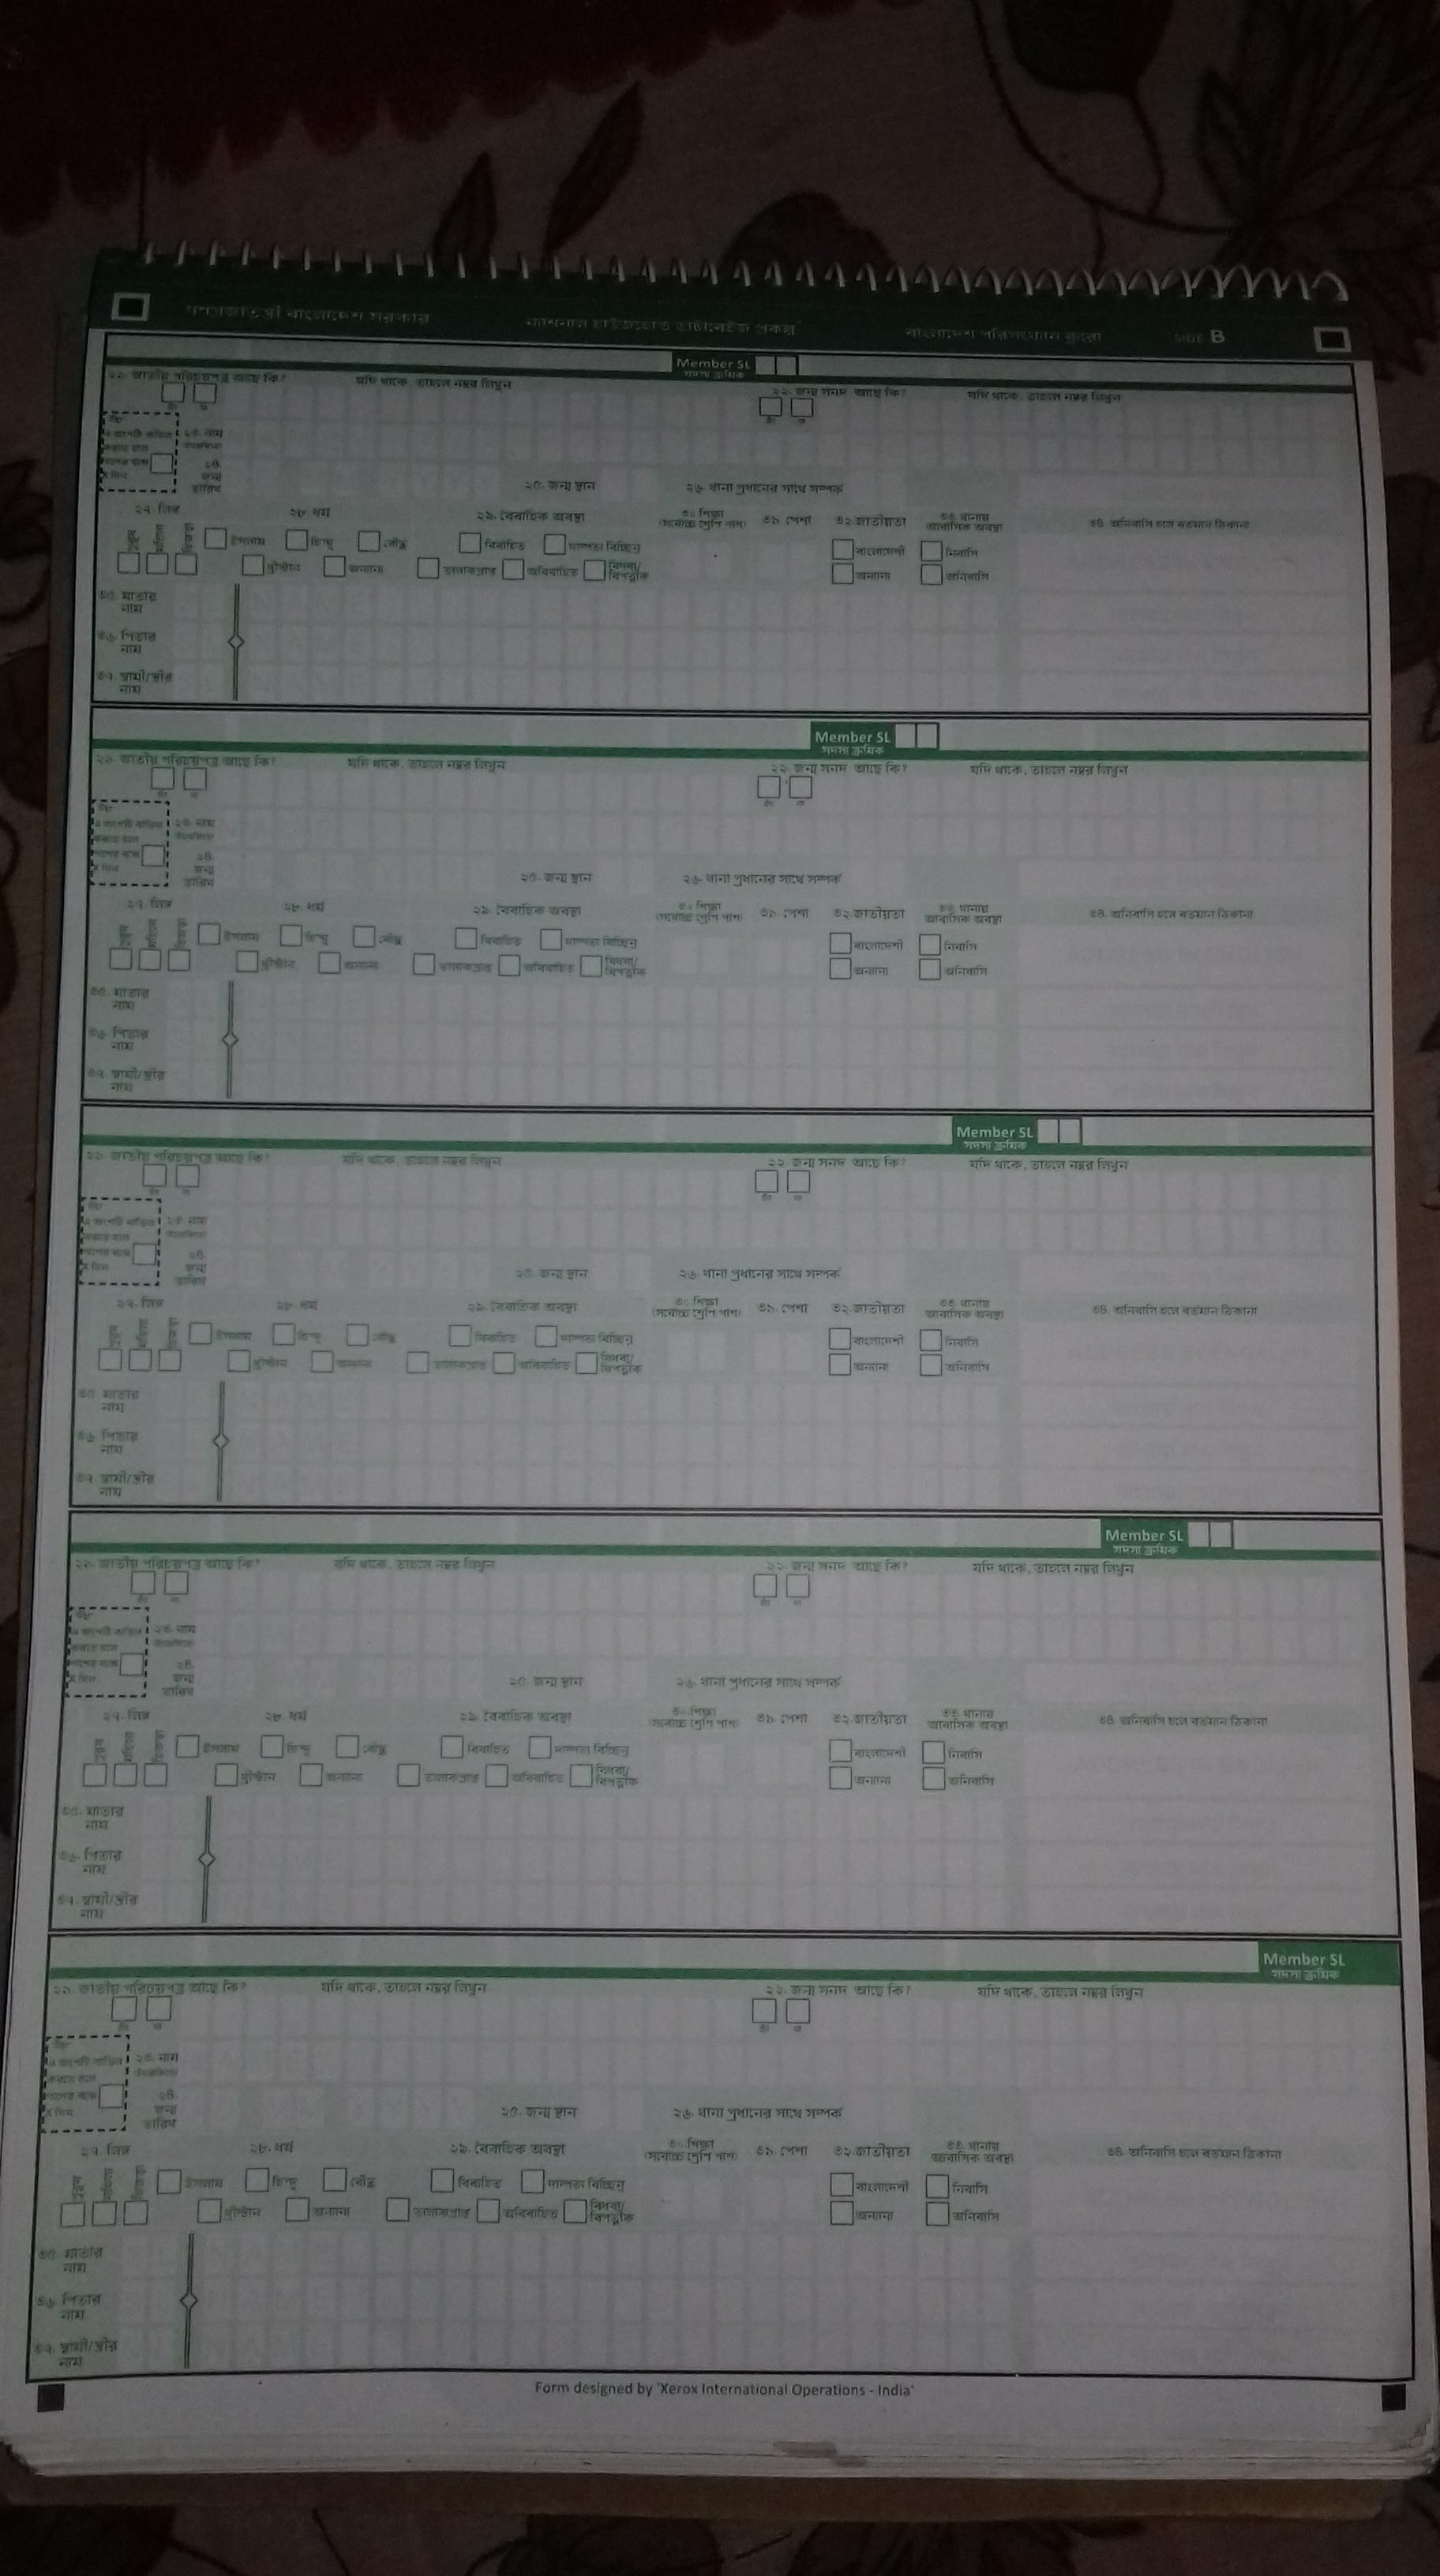 গণপ্রজাতন্ত্রী বাংলাদেশ সরকার ন্যাশনাল হাউজহোল্ড ডাটাবেইজ প্রকল্প বাংলাদেশ পরিসংখ্যান ব্যুরো SIDE B
Member SL
সদস্য ক্রমিক
২১. জাতীয় পরিচয়পত্র আছে কি? যদি থাকে, তাহলে নম্বর লিখুন ২২. জন্ম সনদ আছে কি? যদি থাকে, তাহলে নম্বর লিখুন
হ্যাঁ না হ্যাঁ না
২৩. নাম
২৪.
জন্ম
তারিখ ২৫. জন্ম স্থান ২৬. খানা প্রধানের সাথে সম্পর্ক
২৭. লিঙ্গ ২৮. ধর্ম ২৯. বৈবাহিক অবস্থা ৩০. শিক্ষা (সর্বোচ্চ শ্রেণি পাশ) ৩১. পেশা ৩২. জাতীয়তা ৩৩. খানায় আবাসিক অবস্থা ৩৪. অনিবাসি হলে বর্তমান ঠিকানা
পুরুষ মহিলা হিজড়া ইসলাম হিন্দু বৌদ্ধ বিবাহিত দাম্পত্য বিচ্ছিন্ন বাংলাদেশী নিবাসি
খ্রীস্টান অন্যান্য তালাকপ্রাপ্ত অবিবাহিত বিধবা/বিপত্নীক অন্যান্য অনিবাসি
৩৫. মাতার
নাম
৩৬. পিতার
নাম
৩৭. স্বামী/স্ত্রীর
নাম
Member SL
সদস্য ক্রমিক
২১. জাতীয় পরিচয়পত্র আছে কি? যদি থাকে, তাহলে নম্বর লিখুন ২২. জন্ম সনদ আছে কি? যদি থাকে, তাহলে নম্বর লিখুন
হ্যাঁ না হ্যাঁ না
২৩. নাম
২৪.
জন্ম
তারিখ ২৫. জন্ম স্থান ২৬. খানা প্রধানের সাথে সম্পর্ক
২৭. লিঙ্গ ২৮. ধর্ম ২৯. বৈবাহিক অবস্থা ৩০. শিক্ষা (সর্বোচ্চ শ্রেণি পাশ) ৩১. পেশা ৩২. জাতীয়তা ৩৩. খানায় আবাসিক অবস্থা ৩৪. অনিবাসি হলে বর্তমান ঠিকানা
পুরুষ মহিলা হিজড়া ইসলাম হিন্দু বৌদ্ধ বিবাহিত দাম্পত্য বিচ্ছিন্ন বাংলাদেশী নিবাসি
খ্রীস্টান অন্যান্য তালাকপ্রাপ্ত অবিবাহিত বিধবা/বিপত্নীক অন্যান্য অনিবাসি
৩৫. মাতার
নাম
৩৬. পিতার
নাম
৩৭. স্বামী/স্ত্রীর
নাম
Member SL
সদস্য ক্রমিক
২১. জাতীয় পরিচয়পত্র আছে কি? যদি থাকে, তাহলে নম্বর লিখুন ২২. জন্ম সনদ আছে কি? যদি থাকে, তাহলে নম্বর লিখুন
হ্যাঁ না হ্যাঁ না
২৩. নাম
২৪.
জন্ম
তারিখ ২৫. জন্ম স্থান ২৬. খানা প্রধানের সাথে সম্পর্ক
২৭. লিঙ্গ ২৮. ধর্ম ২৯. বৈবাহিক অবস্থা ৩০. শিক্ষা (সর্বোচ্চ শ্রেণি পাশ) ৩১. পেশা ৩২. জাতীয়তা ৩৩. খানায় আবাসিক অবস্থা ৩৪. অনিবাসি হলে বর্তমান ঠিকানা
পুরুষ মহিলা হিজড়া ইসলাম হিন্দু বৌদ্ধ বিবাহিত দাম্পত্য বিচ্ছিন্ন বাংলাদেশী নিবাসি
খ্রীস্টান অন্যান্য তালাকপ্রাপ্ত অবিবাহিত বিধবা/বিপত্নীক অন্যান্য অনিবাসি
৩৫. মাতার
নাম
৩৬. পিতার
নাম
৩৭. স্বামী/স্ত্রীর
নাম
Member SL
সদস্য ক্রমিক
২১. জাতীয় পরিচয়পত্র আছে কি? যদি থাকে, তাহলে নম্বর লিখুন ২২. জন্ম সনদ আছে কি? যদি থাকে, তাহলে নম্বর লিখুন
হ্যাঁ না হ্যাঁ না
২৩. নাম
২৪.
জন্ম
তারিখ ২৫. জন্ম স্থান ২৬. খানা প্রধানের সাথে সম্পর্ক
২৭. লিঙ্গ ২৮. ধর্ম ২৯. বৈবাহিক অবস্থা ৩০. শিক্ষা (সর্বোচ্চ শ্রেণি পাশ) ৩১. পেশা ৩২. জাতীয়তা ৩৩. খানায় আবাসিক অবস্থা ৩৪. অনিবাসি হলে বর্তমান ঠিকানা
পুরুষ মহিলা হিজড়া ইসলাম হিন্দু বৌদ্ধ বিবাহিত দাম্পত্য বিচ্ছিন্ন বাংলাদেশী নিবাসি
খ্রীস্টান অন্যান্য তালাকপ্রাপ্ত অবিবাহিত বিধবা/বিপত্নীক অন্যান্য অনিবাসি
৩৫. মাতার
নাম
৩৬. পিতার
নাম
৩৭. স্বামী/স্ত্রীর
নাম
Member SL
সদস্য ক্রমিক
২১. জাতীয় পরিচয়পত্র আছে কি? যদি থাকে, তাহলে নম্বর লিখুন ২২. জন্ম সনদ আছে কি? যদি থাকে, তাহলে নম্বর লিখুন
হ্যাঁ না হ্যাঁ না
২৩. নাম
২৪.
জন্ম
তারিখ ২৫. জন্ম স্থান ২৬. খানা প্রধানের সাথে সম্পর্ক
২৭. লিঙ্গ ২৮. ধর্ম ২৯. বৈবাহিক অবস্থা ৩০. শিক্ষা (সর্বোচ্চ শ্রেণি পাশ) ৩১. পেশা ৩২. জাতীয়তা ৩৩. খানায় আবাসিক অবস্থা ৩৪. অনিবাসি হলে বর্তমান ঠিকানা
পুরুষ মহিলা হিজড়া ইসলাম হিন্দু বৌদ্ধ বিবাহিত দাম্পত্য বিচ্ছিন্ন বাংলাদেশী নিবাসি
খ্রীস্টান অন্যান্য তালাকপ্রাপ্ত অবিবাহিত বিধবা/বিপত্নীক অন্যান্য অনিবাসি
৩৫. মাতার
নাম
৩৬. পিতার
নাম
৩৭. স্বামী/স্ত্রীর
নাম
Form designed by 'Xerox International Operations - India'